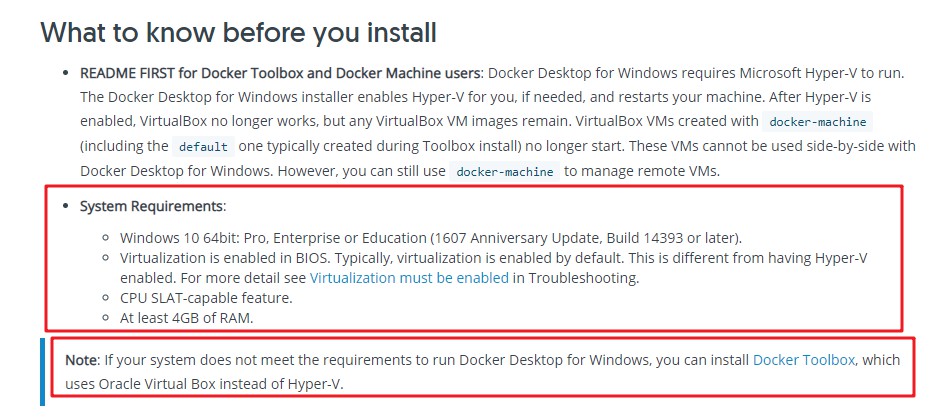 What to know before you install
• README FIRST for Docker Toolbox and Docker Machine users: Docker Desktop for Windows requires Microsoft Hyper-V to run.
The Docker Desktop for Windows installer enables Hyper-V for you, if needed, and restarts your machine. After Hyper-V is
enabled, VirtualBox no longer works, but any VirtualBox VM images remain. VirtualBox VMs created with docker-machine
(including the default one typically created during Toolbox install) no longer start. These VMs cannot be used side-by-side with
Docker Desktop for Windows. However, you can still use docker-machine to manage remote VMs.
• System Requirements:
○ Windows 10 64bit: Pro, Enterprise or Education (1607 Anniversary Update, Build 14393 or later).
○ Virtualization is enabled in BIOS. Typically, virtualization is enabled by default. This is different from having Hyper-V
enabled. For more detail see Virtualization must be enabled in Troubleshooting.
○ CPU SLAT-capable feature.
○ At least 4GB of RAM.
Note: If your system does not meet the requirements to run Docker Desktop for Windows, you can install Docker Toolbox, which
uses Oracle Virtual Box instead of Hyper-V.